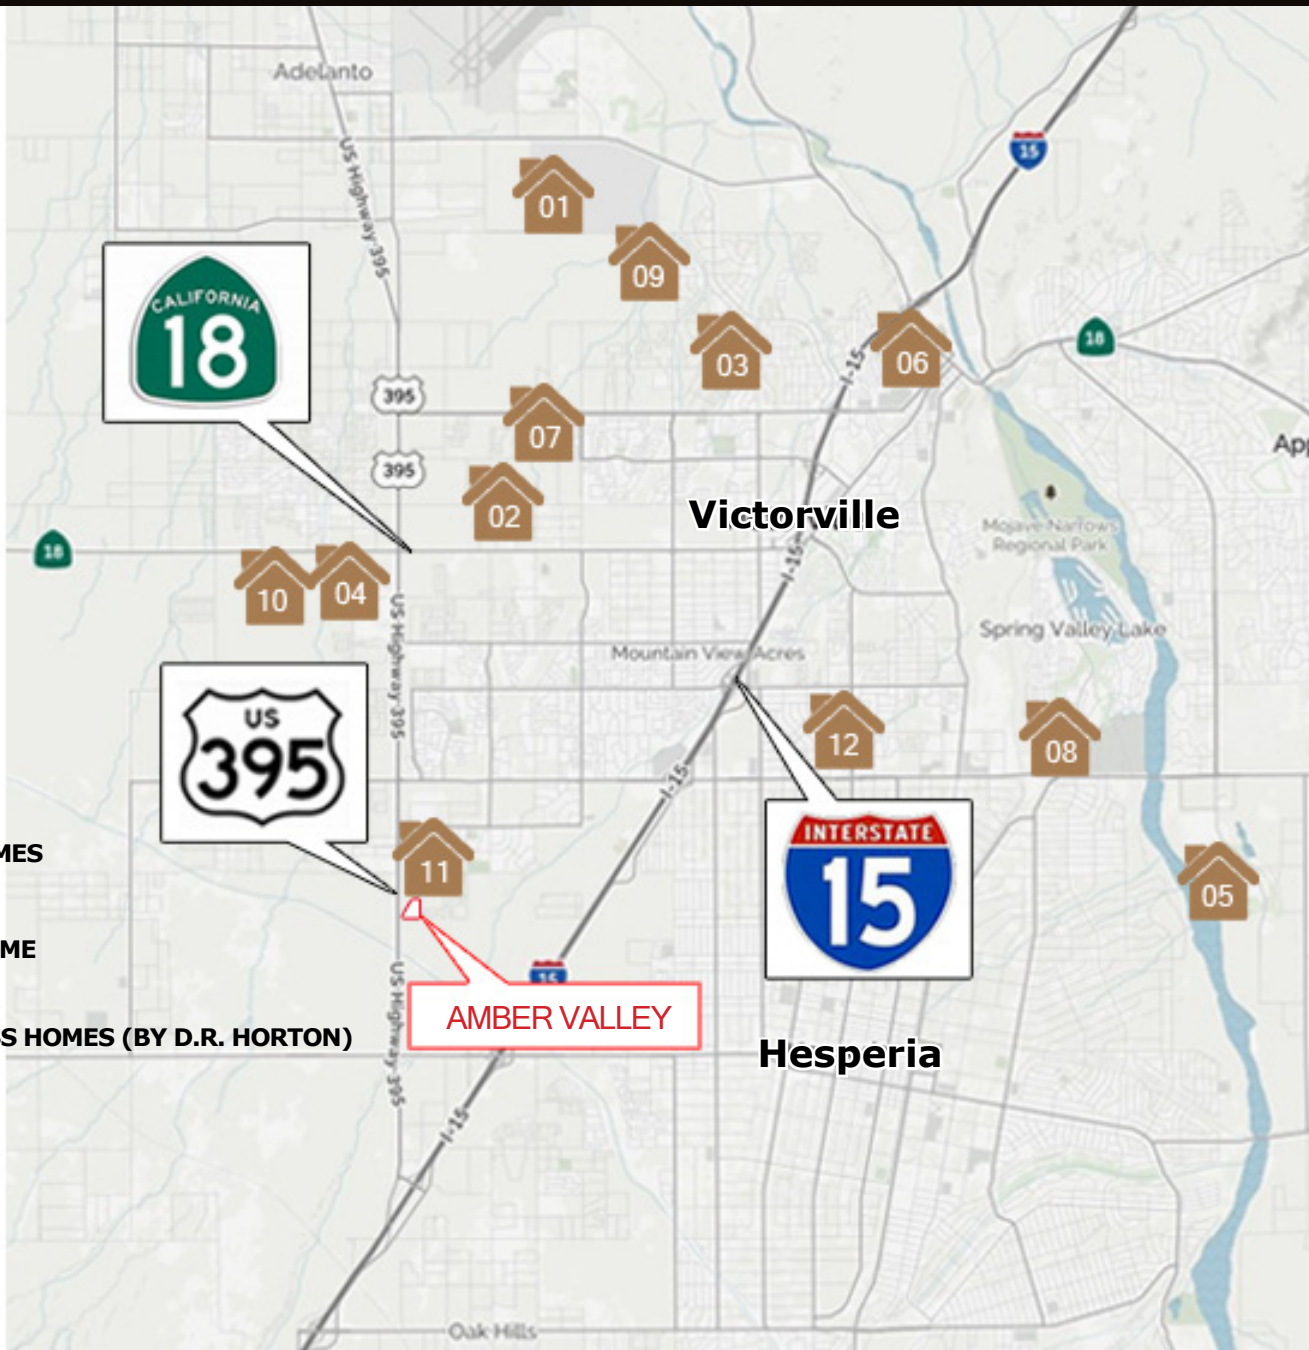 Adelanto
US Highway 395
15
01
09
CALIFORNIA
18
03
06
18
I-15
395
07
App
395
02
Victorville
Mojave Narrows
Regional Park
18
I-15
10
04
US Highway 395
Spring Valley Lake
Mountain View Acres
US
395
12
08
I-15
INTERSTATE
15
MES
11
05
ME
15
US Highway 395
AMBER VALLEY
S HOMES (BY D.R. HORTON)
Hesperia
I-15
Oak Hills